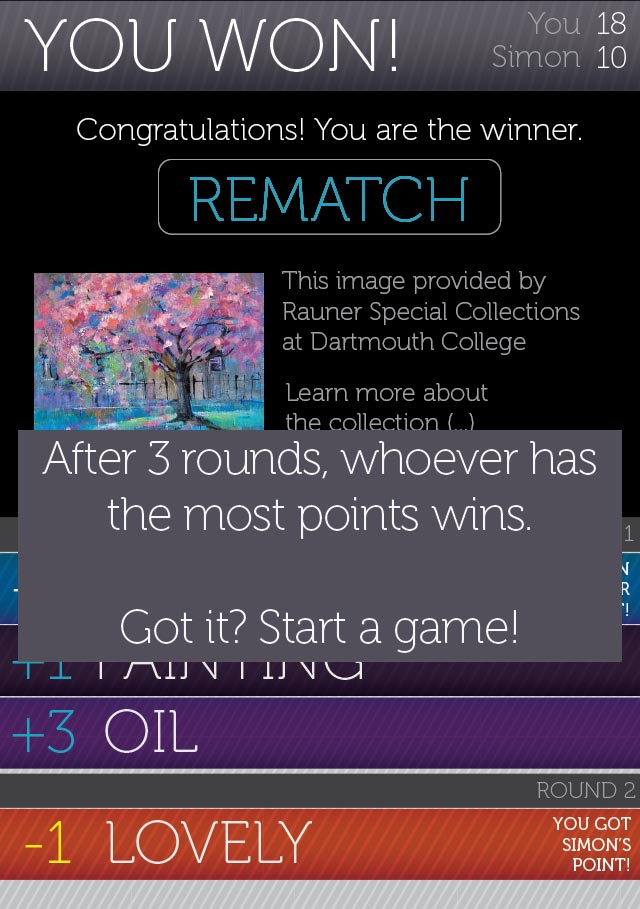 YOU WON!
You 18
Simon 10
Congratulations! You are the winner.
REMATCH
This image provided by
Rauner Special Collections
at Dartmouth College
Learn more about
the collection (...)
After 3 rounds, whoever has
the most points wins.
Got it? Start a game!
1
+1 PAINTING
+3 OIL
ROUND 2
-1 LOVELY
YOU GOT
SIMON'S
POINT!